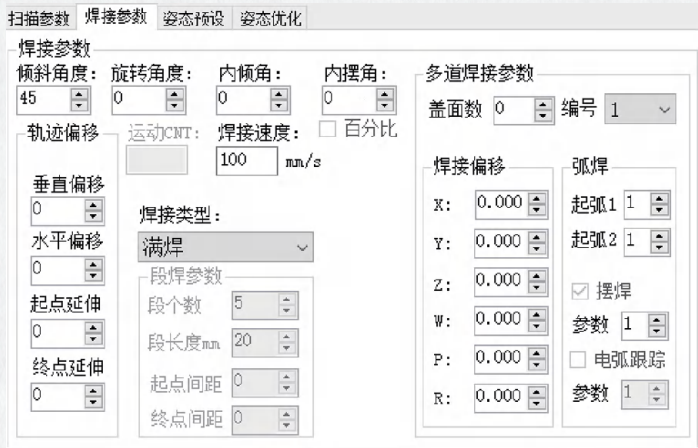 扫描参数 焊接参数 姿态预设 姿态优化
焊接参数
倾斜角度: 旋转角度: 内倾角: 内摆角:
45 0 0 0
轨迹偏移 运动CNT: 焊接速度: 百分比
100 mm/s
垂直偏移
0
水平偏移
0
起点延伸
0
终点延伸
0
焊接类型:
满焊
段焊参数
段个数 5
段长度mm 20
起点间距 0
终点间距 0
多道焊接参数
盖面数 0 编号 1
焊接偏移
X: 0.000
Y: 0.000
Z: 0.000
W: 0.000
P: 0.000
R: 0.000
弧焊
起弧1 1
起弧2 1
摆焊
参数 1
电弧跟踪
参数 1